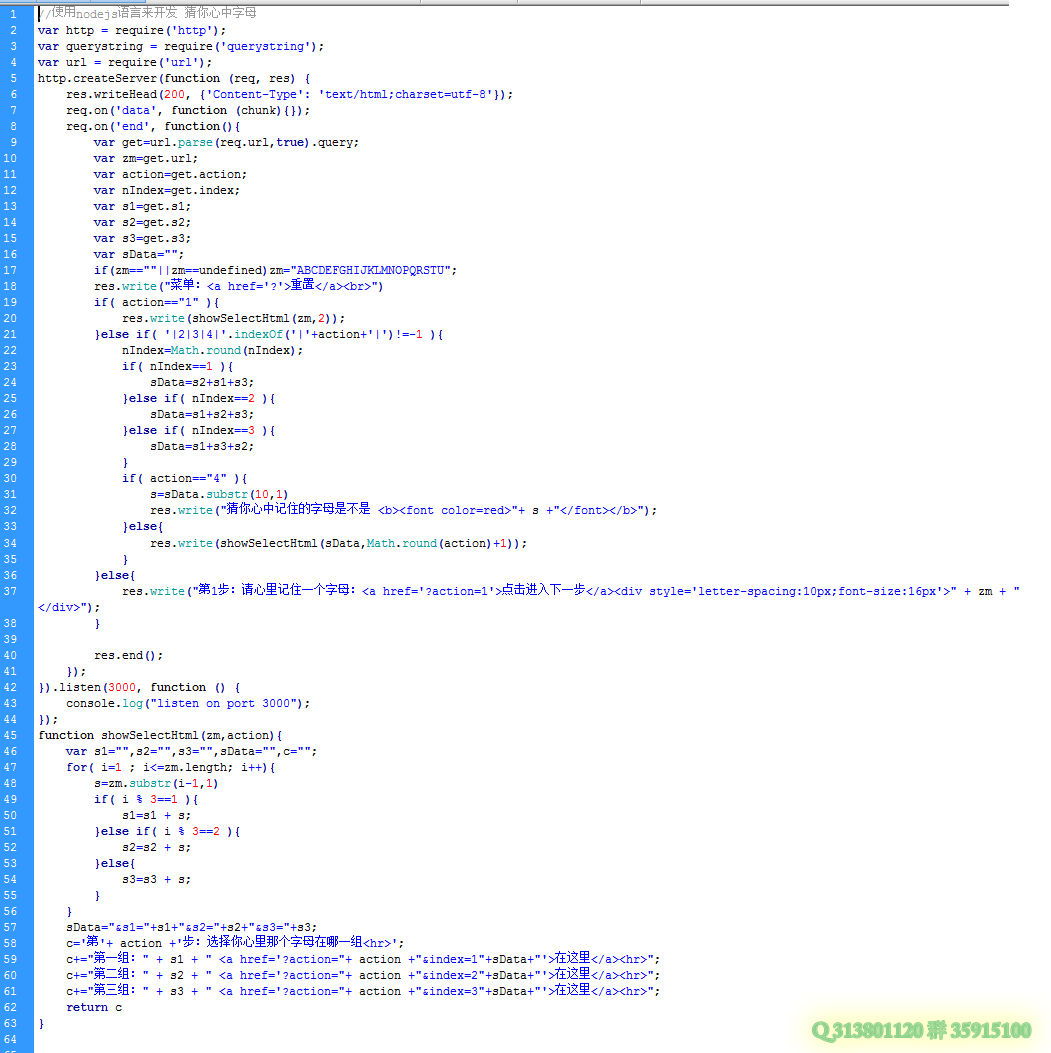 1 //使用nodejs语言来开发 猜你心中字母
2 var http = require('http');
3 var querystring = require('querystring');
4 var url = require('url');
5 http.createServer(function (req, res) {
6     res.writeHead(200, {'Content-Type': 'text/html;charset=utf-8'});
7     req.on('data', function (chunk){});
8     req.on('end', function(){
9         var get=url.parse(req.url,true).query;
10         var zm=get.url;
11         var action=get.action;
12         var nIndex=get.index;
13         var s1=get.s1;
14         var s2=get.s2;
15         var s3=get.s3;
16         var sData="";
17         if(zm==""||zm==undefined)zm="ABCDEFGHIJKLMNOPQRSTU";
18         res.write("菜单：<a href='?'>重置</a><br>")
19         if( action=="1" ){
20             res.write(showSelectHtml(zm,2));
21         }else if( '|2|3|4|'.indexOf('|'+action+'|')!=-1 ){
22             nIndex=Math.round(nIndex);
23             if( nIndex==1 ){
24                 sData=s2+s1+s3;
25             }else if( nIndex==2 ){
26                 sData=s1+s2+s3;
27             }else if( nIndex==3 ){
28                 sData=s1+s3+s2;
29             }
30             if( action=="4" ){
31                 s=sData.substr(10,1)
32                 res.write("猜你心中记住的字母是不是 <b><font color=red>"+ s +"</font></b>");
33             }else{
34                 res.write(showSelectHtml(sData,Math.round(action)+1));
35             }
36         }else{
37             res.write("第1步：请心里记住一个字母：<a href='?action=1'>点击进入下一步</a><div style='letter-spacing:10px;font-size:16px'>" + zm + "
</div>");
38         }
39
40         res.end();
41     });
42 }).listen(3000, function () {
43     console.log("listen on port 3000");
44 });
45 function showSelectHtml(zm,action){
46     var s1="",s2="",s3="",sData="",c="";
47     for( i=1 ; i<=zm.length; i++){
48         s=zm.substr(i-1,1)
49         if( i % 3==1 ){
50             s1=s1 + s;
51         }else if( i % 3==2 ){
52             s2=s2 + s;
53         }else{
54             s3=s3 + s;
55         }
56     }
57     sData="&s1="+s1+"&s2="+s2+"&s3="+s3;
58     c='第'+ action +'步：选择你心里那个字母在哪一组<hr>';
59     c+="第一组：" + s1 + " <a href='?action="+ action +"&index=1"+sData+"'>在这里</a><hr>";
60     c+="第二组：" + s2 + " <a href='?action="+ action +"&index=2"+sData+"'>在这里</a><hr>";
61     c+="第三组：" + s3 + " <a href='?action="+ action +"&index=3"+sData+"'>在这里</a><hr>";
62     return c
63 }
64
Q 313801120 群 35915100